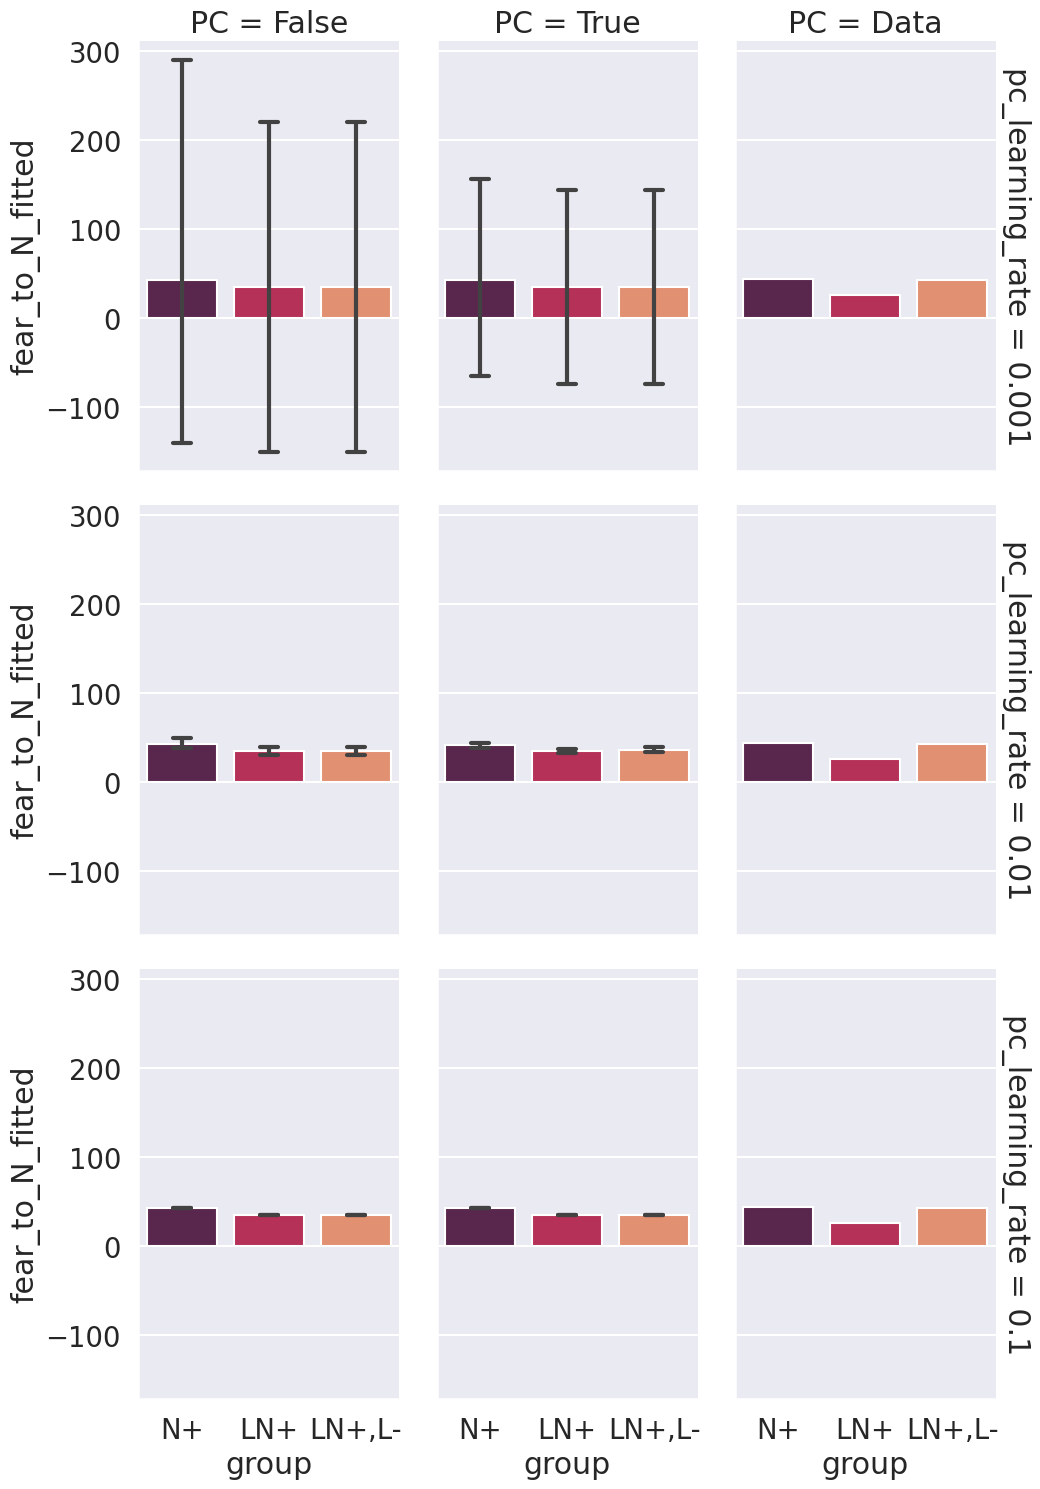 PC = False
PC = True
PC = Data
300
200
100
0
−100
fear_to_N_fitted
pc_learning_rate = 0.001
300
200
100
0
−100
fear_to_N_fitted
pc_learning_rate = 0.01
300
200
100
0
−100
fear_to_N_fitted
pc_learning_rate = 0.1
N+ LN+ LN+,L-
group
N+ LN+ LN+,L-
group
N+ LN+ LN+,L-
group